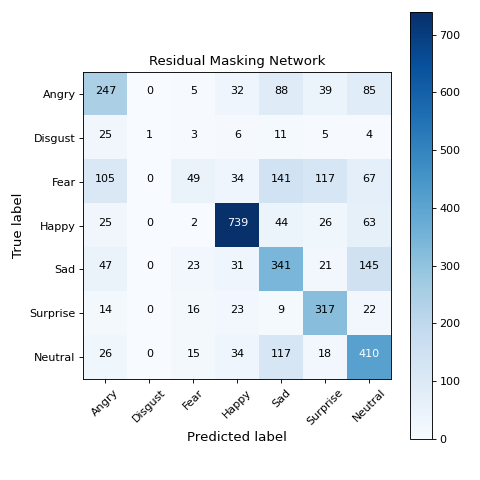 Residual Masking Network
700
600
500
400
300
200
100
0
True label
Angry 247 0 5 32 88 39 85
Disgust 25 1 3 6 11 5 4
Fear 105 0 49 34 141 117 67
Happy 25 0 2 739 44 26 63
Sad 47 0 23 31 341 21 145
Surprise 14 0 16 23 9 317 22
Neutral 26 0 15 34 117 18 410
Angry Disgust Fear Happy Sad Surprise Neutral
Predicted label